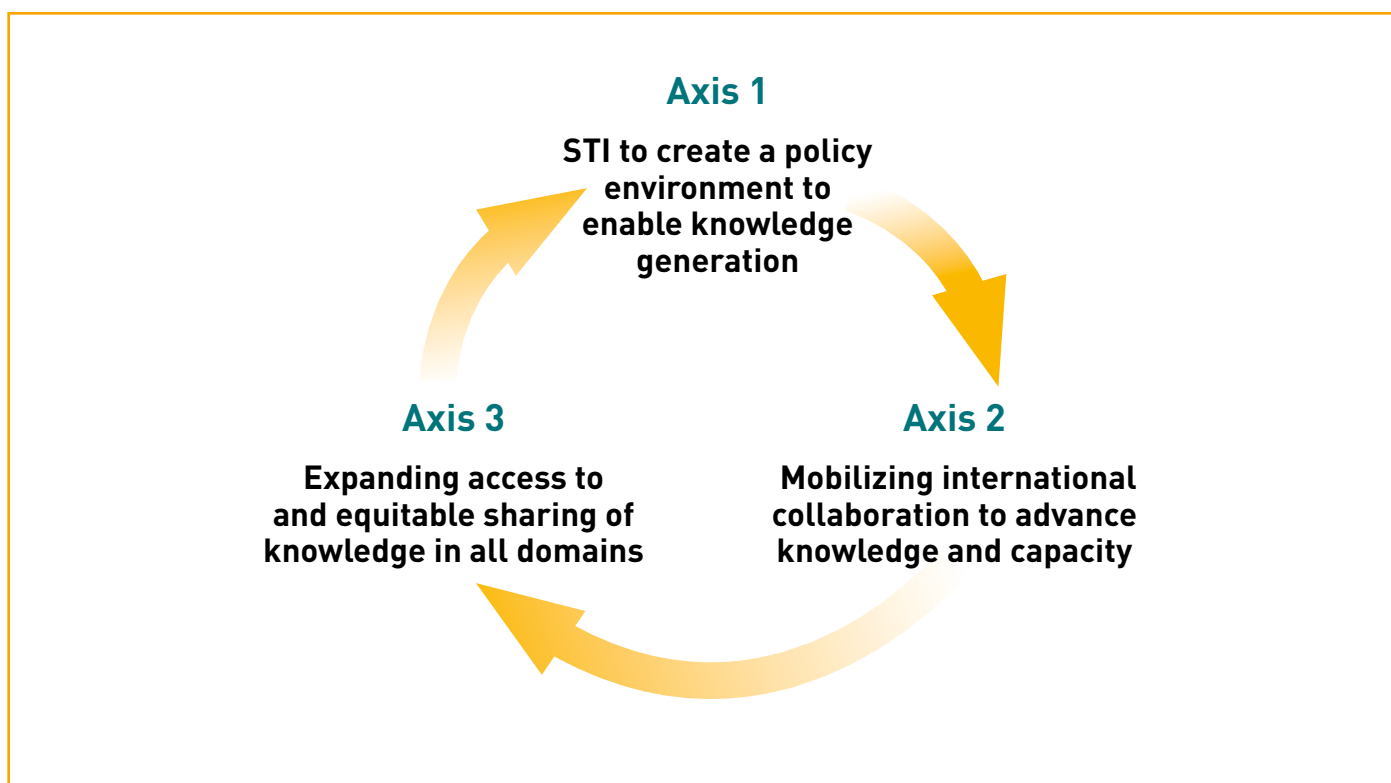 Axis 1
STI to create a policy
environment to
enable knowledge
generation
Axis 3
Expanding access to
and equitable sharing of
knowledge in all domains
Axis 2
Mobilizing international
collaboration to advance
knowledge and capacity